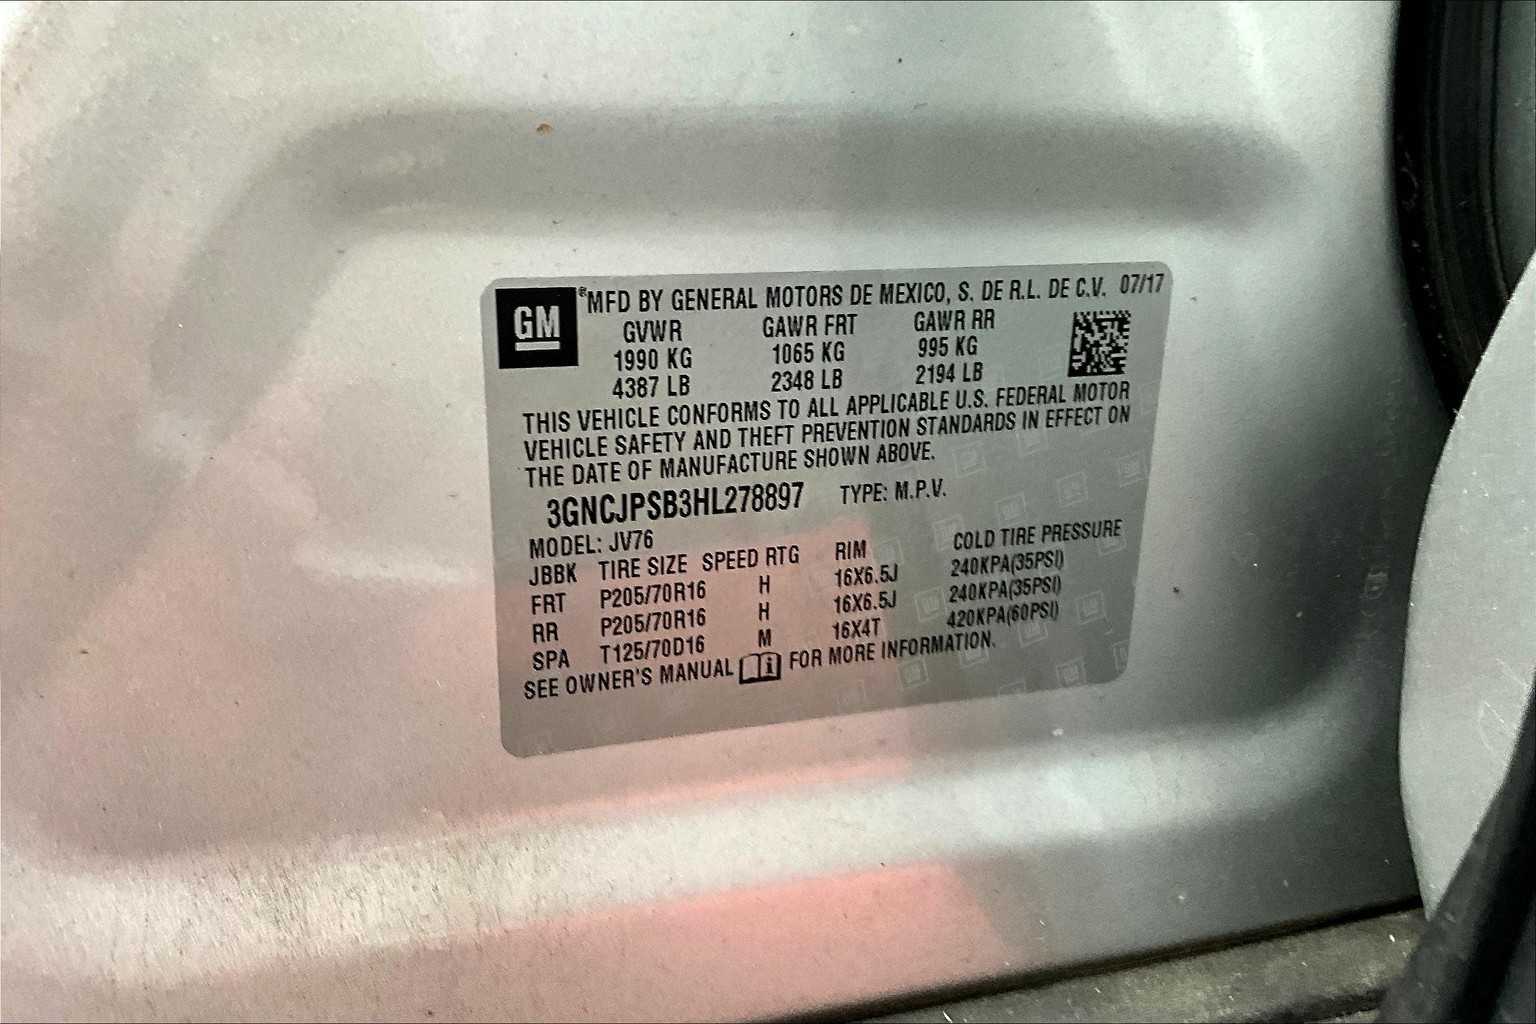 GM ®MFD BY GENERAL MOTORS DE MEXICO, S. DE R.L. DE C.V. 07/17
GVWR GAWR FRT GAWR RR
1990 KG 1065 KG 995 KG
4387 LB 2348 LB 2194 LB
THIS VEHICLE CONFORMS TO ALL APPLICABLE U.S. FEDERAL MOTOR
VEHICLE SAFETY AND THEFT PREVENTION STANDARDS IN EFFECT ON
THE DATE OF MANUFACTURE SHOWN ABOVE.
3GNCJPSB3HL278897 TYPE: M.P.V.
MODEL: JV76
JBBK TIRE SIZE SPEED RTG RIM COLD TIRE PRESSURE
FRT P205/70R16 H 16X6.5J 240KPA(35PSI)
RR P205/70R16 H 16X6.5J 240KPA(35PSI)
SPA T125/70D16 M 16X4T 420KPA(60PSI)
SEE OWNER'S MANUAL FOR MORE INFORMATION.